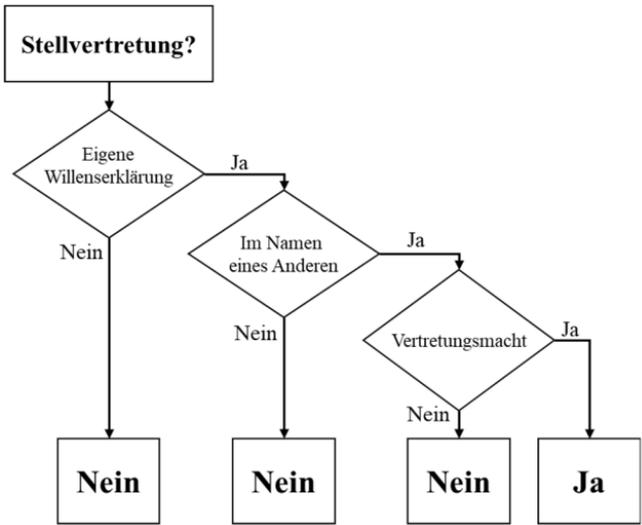 Stellvertretung?
Eigene
Willenserklärung
Ja
Nein
Im Namen
eines Anderen
Ja
Nein
Vertretungsmacht
Ja
Nein
Nein
Nein
Nein
Ja